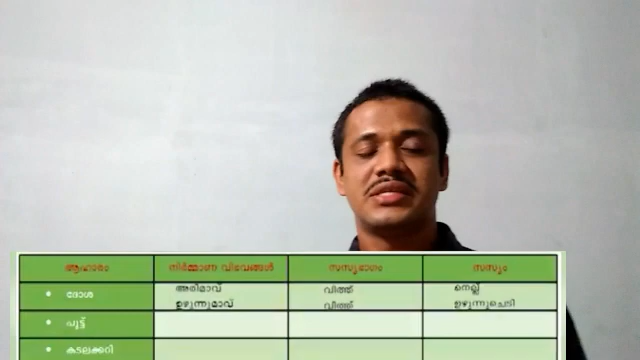 ആഹാരം നിർമ്മാണ വിഭവങ്ങൾ സസ്യഭാഗം സസ്യം
• ദോശ അരിമാവ് വിത്ത് നെല്ല്
ഉഴുന്നുമാവ് വിത്ത് ഉഴുന്നുചെടി
• പുട്ട്
• കടലക്കറി